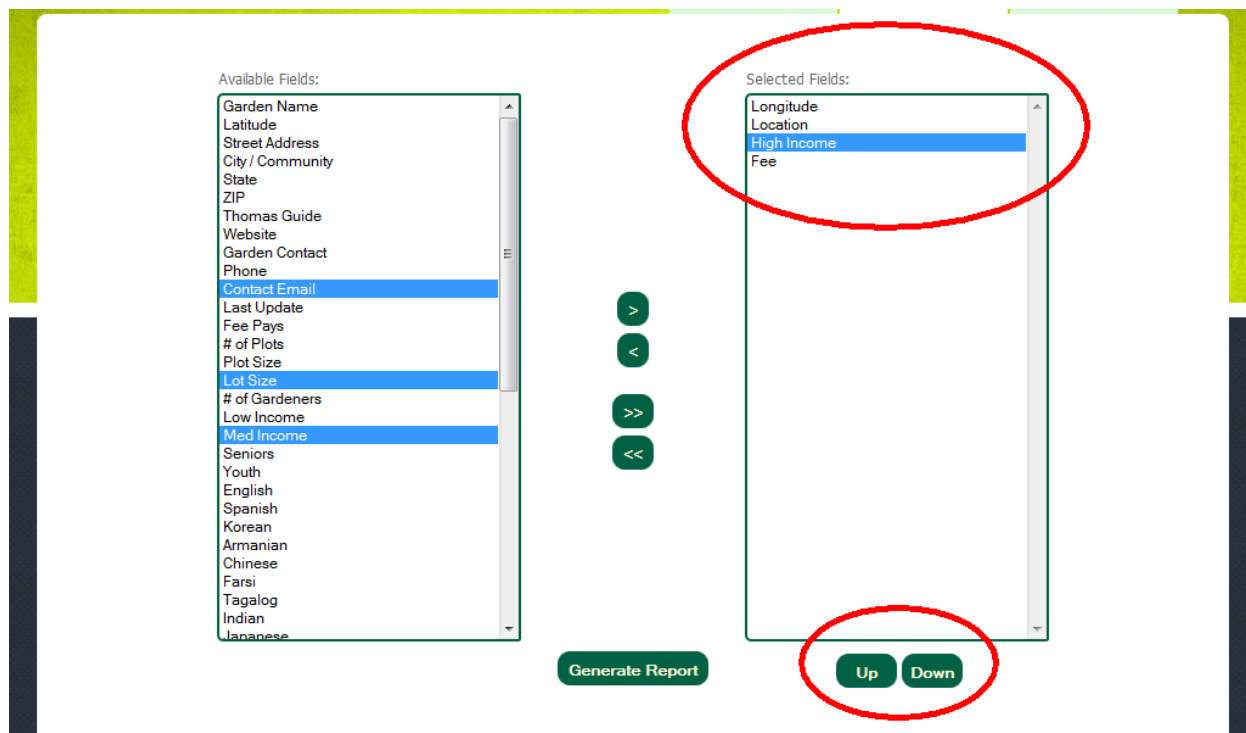 Available Fields:
Garden Name
Latitude
Street Address
City / Community
State
ZIP
Thomas Guide
Website
Garden Contact
Phone
Contact Email
Last Update
Fee Pays
# of Plots
Plot Size
Lot Size
# of Gardeners
Low Income
Med Income
Seniors
Youth
English
Spanish
Korean
Armanian
Chinese
Farsi
Tagalog
Indian
Japanese
>
<
>>
<<
Selected Fields:
Longitude
Location
High Income
Fee
Generate Report
Up
Down